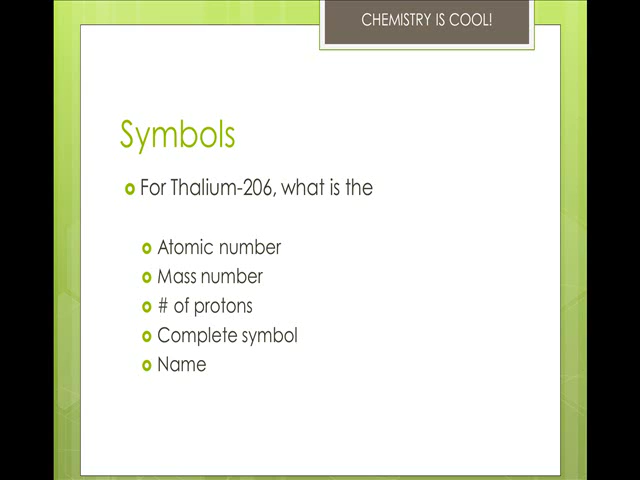 CHEMISTRY IS COOL!
Symbols
For Thalium-206, what is the
Atomic number
Mass number
# of protons
Complete symbol
Name